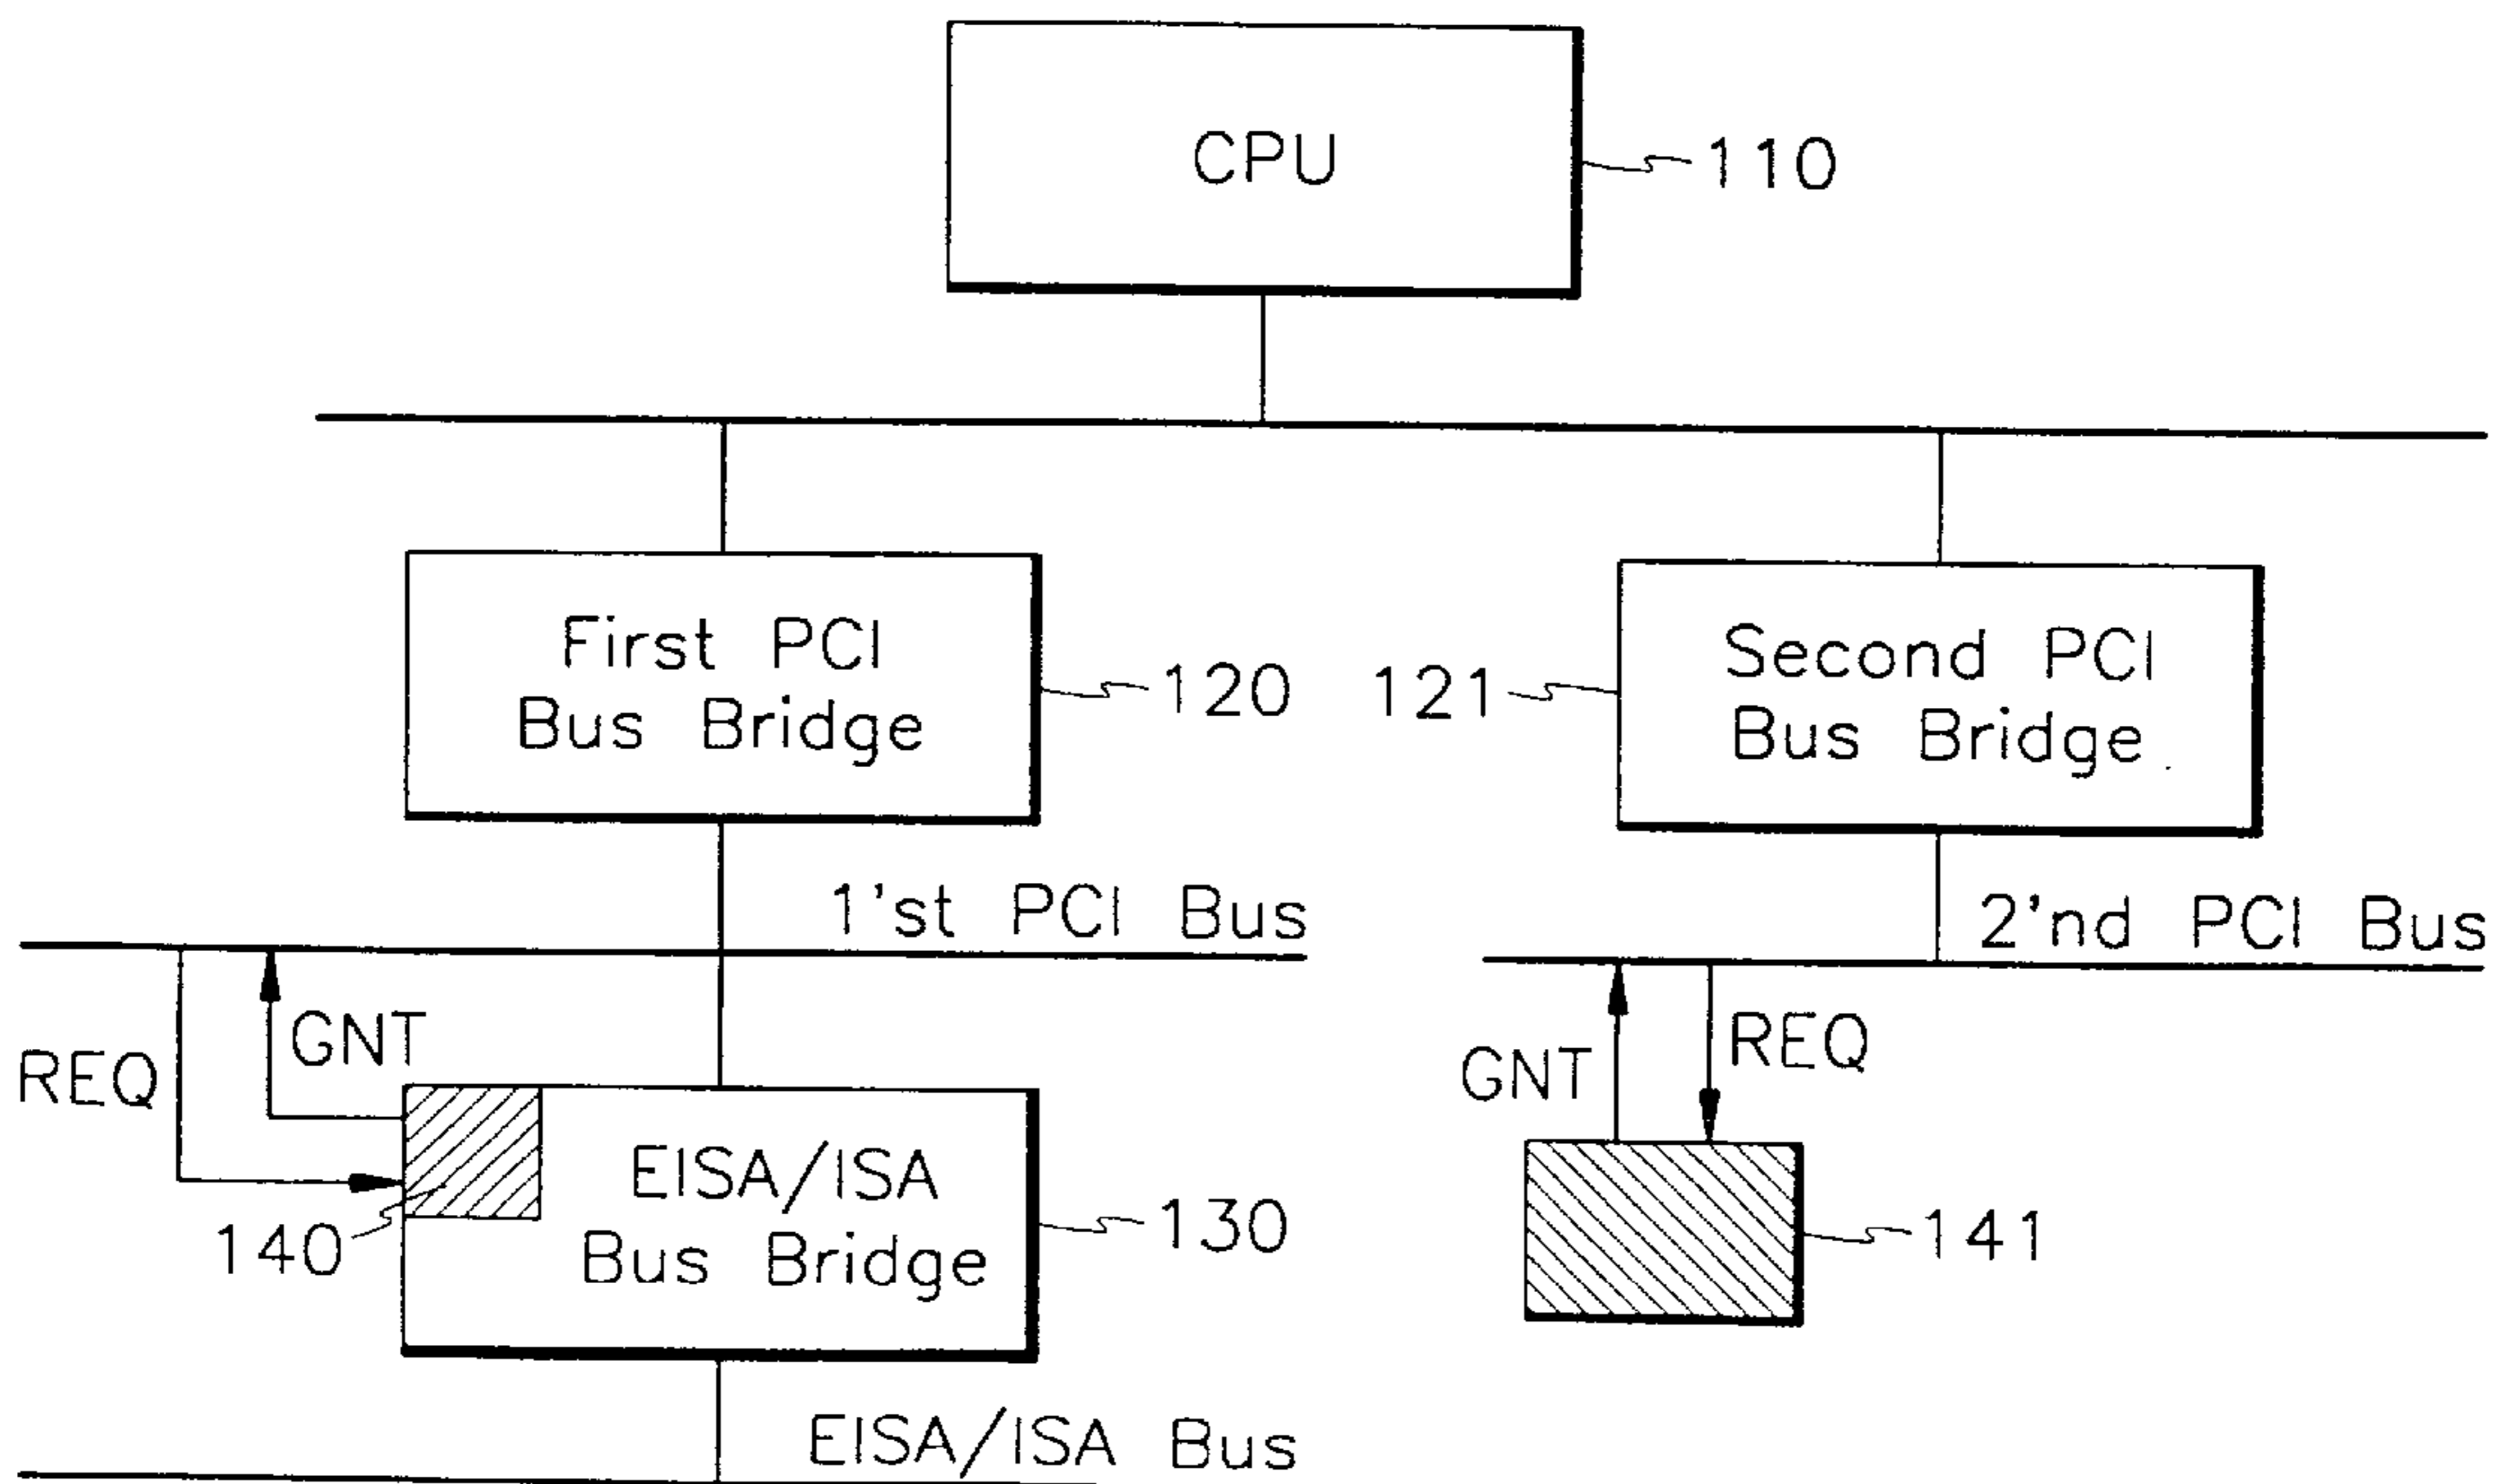 CPU
110
First PCI
Bus Bridge
120
121
Second PCI
Bus Bridge
1'st PCI Bus
2'nd PCI Bus
REQ
GNT
GNT
REQ
140
EISA/ISA
Bus Bridge
130
141
EISA/ISA Bus